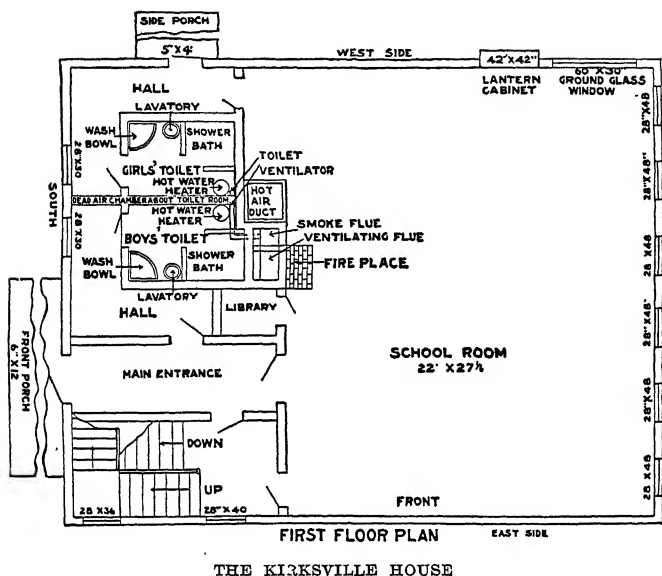 SIDE PORCH
5"X4'
WEST SIDE
42"X42"
LANTERN
CABINET
60"X30"
GROUND GLASS
WINDOW
HALL
LAVATORY
WASH
BOWL
SHOWER
BATH
28"X30
GIRLS' TOILET
TOILET
VENTILATOR
HOT WATER
HEATER
HOT
AIR
DUCT
DEAD AIR CHAMBER ABOUT TOILET ROOM
SOUTH
HOT WATER
HEATER
28"X30
SMOKE FLUE
VENTILATING FLUE
BOYS' TOILET
FIRE PLACE
WASH
BOWL
SHOWER
BATH
LAVATORY
HALL
LIBRARY
FRONT PORCH
6"X12
MAIN ENTRANCE
SCHOOL ROOM
22' X27½
28"X48
28"X48
28"X48
28"X48
28"X48
28"X48
DOWN
UP
28 X36
28"X40
FRONT
FIRST FLOOR PLAN
EAST SIDE
THE KIRKSVILLE HOUSE